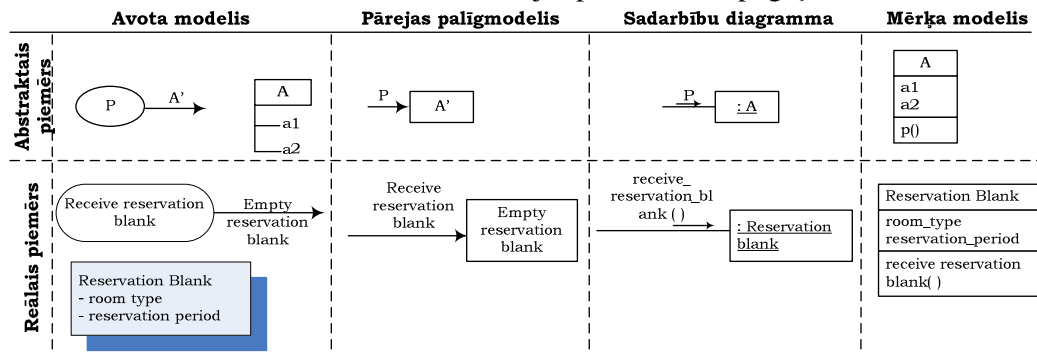 Avota modelis
Pārejas palīgmodelis
Sadarbību diagramma
Mērķa modelis
Abstraktais
piemērs
P
A'
A
a1
a2
P
A'
P
: A
A
a1
a2
p()
Reālais piemērs
Receive reservation
blank
Empty
reservation
blank
Reservation Blank
- room type
- reservation period
Receive
reservation
blank
Empty
reservation
blank
receive_
reservation_bl
ank ( )
: Reservation
blank
Reservation Blank
room_type
reservation_period
receive reservation
blank( )